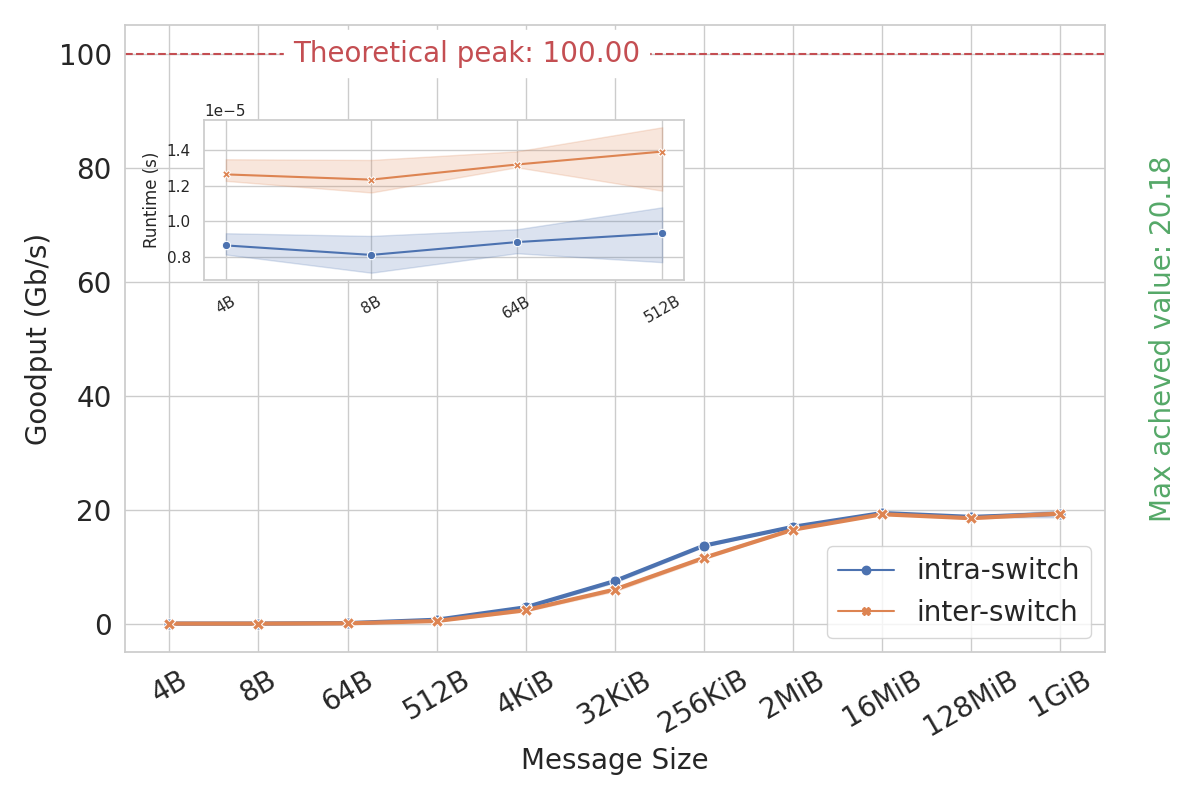 100
80
60
40
20
0
Goodput (Gb/s)
Theoretical peak: 100.00
1e−5
1.4
1.2
1.0
0.8
Runtime (s)
4B
8B
64B
512B
intra-switch
inter-switch
4B
8B
64B
512B
4KiB
32KiB
256KiB
2MiB
16MiB
128MiB
1GiB
Message Size
Max acheved value: 20.18